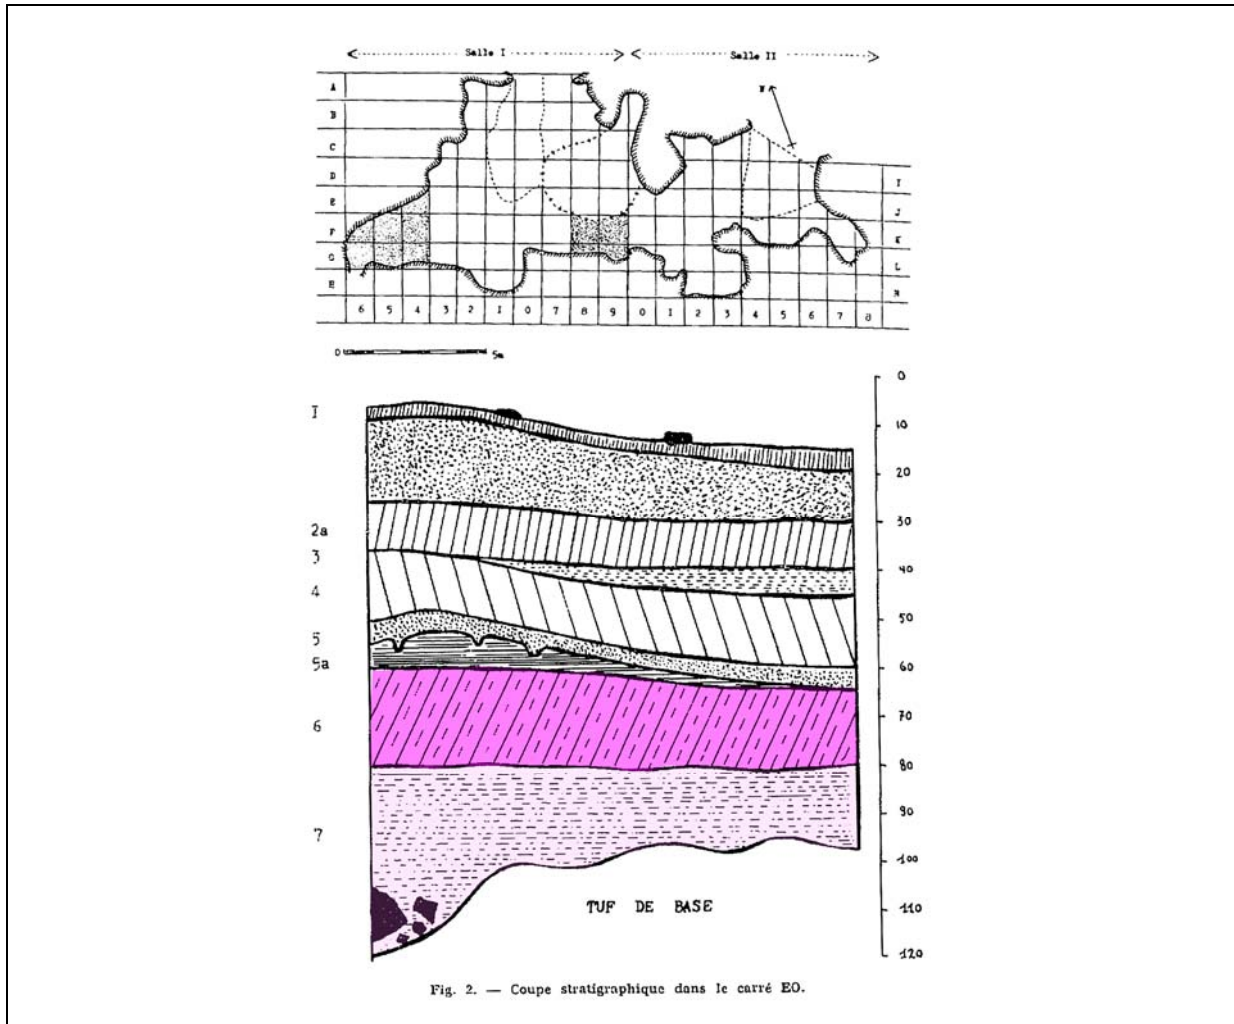 Salle I
Salle II
N
A
B
C
D
E
F
G
H
I
J
K
L
M
6 5 4 3 2 1 0 7 8 9 0 1 2 3 4 5 6 7 8
0 5m
0
10
20
30
40
50
60
70
80
90
100
110
120
1
2a
3
4
5
5a
6
7
TUF DE BASE
Fig. 2. — Coupe stratigraphique dans le carré EO.